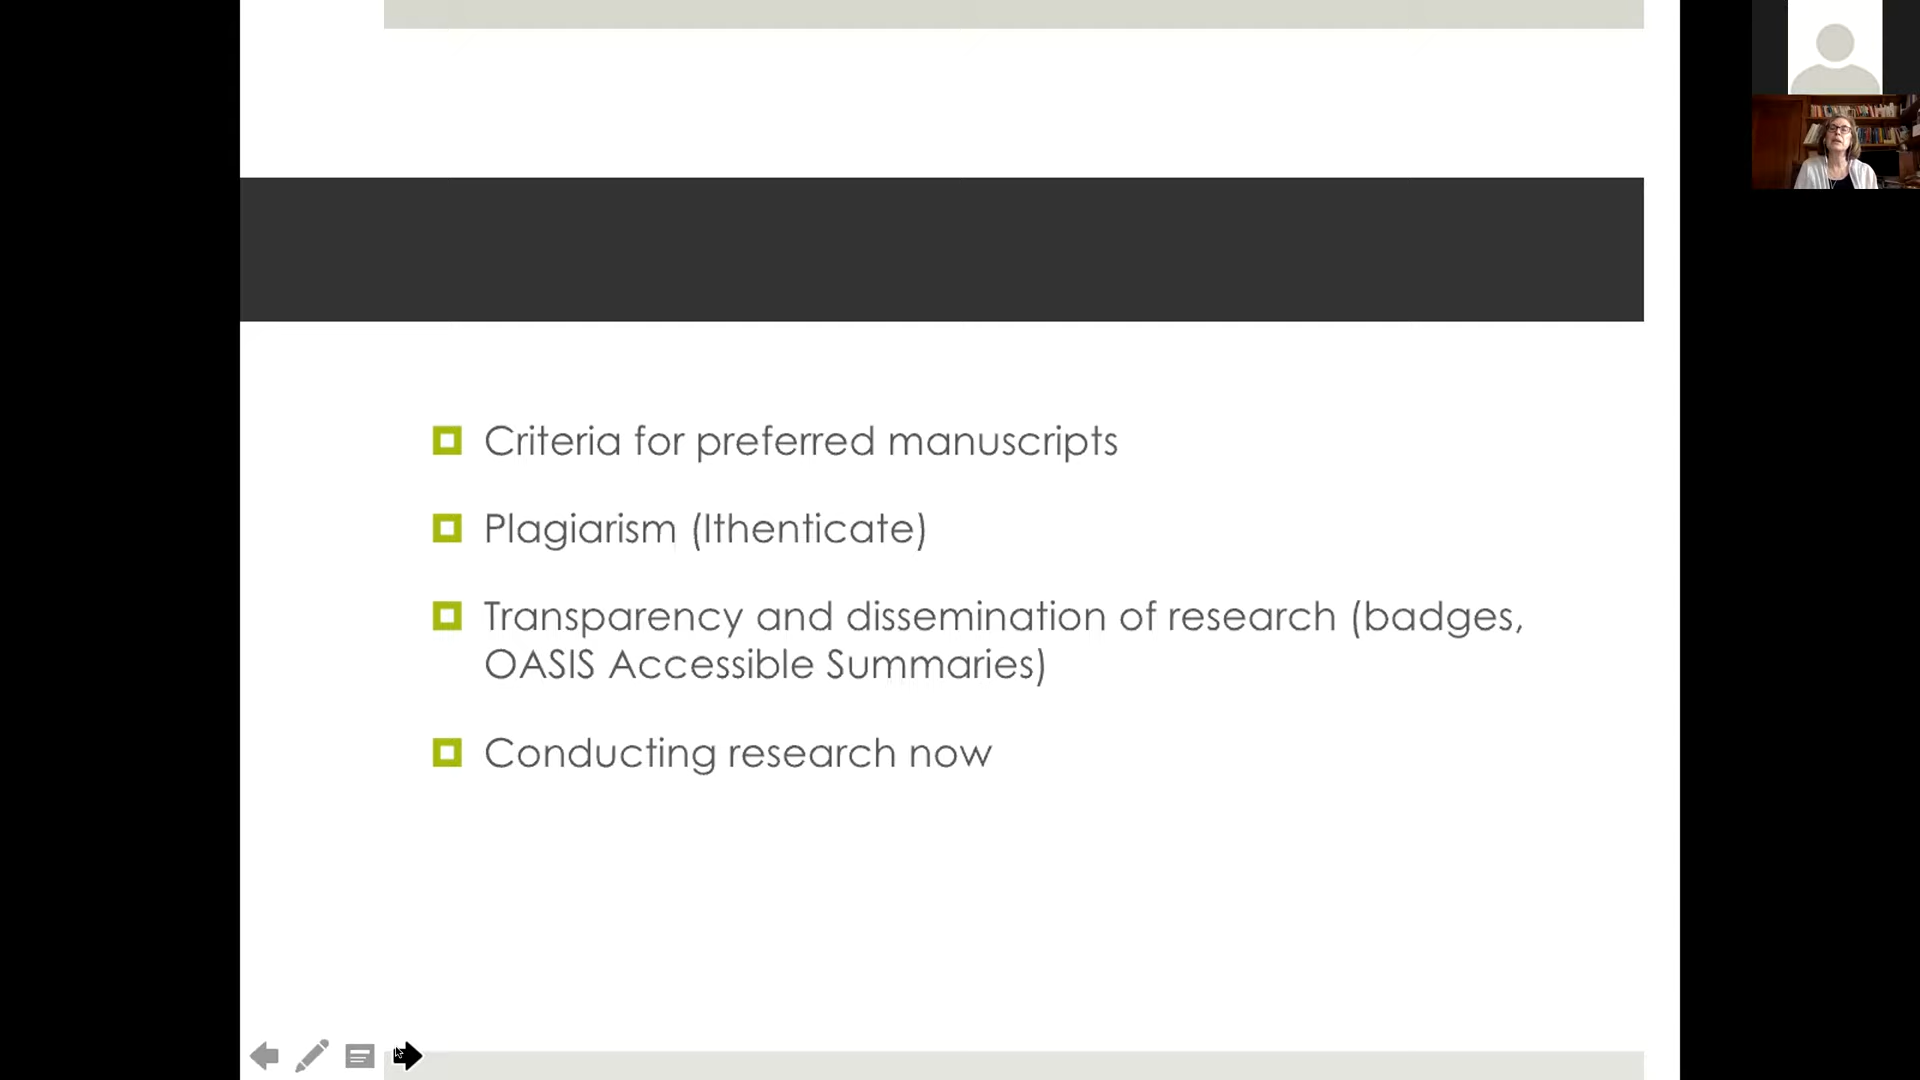 Criteria for preferred manuscripts
Plagiarism (Ithenticate)
Transparency and dissemination of research (badges,
OASIS Accessible Summaries)
Conducting research now